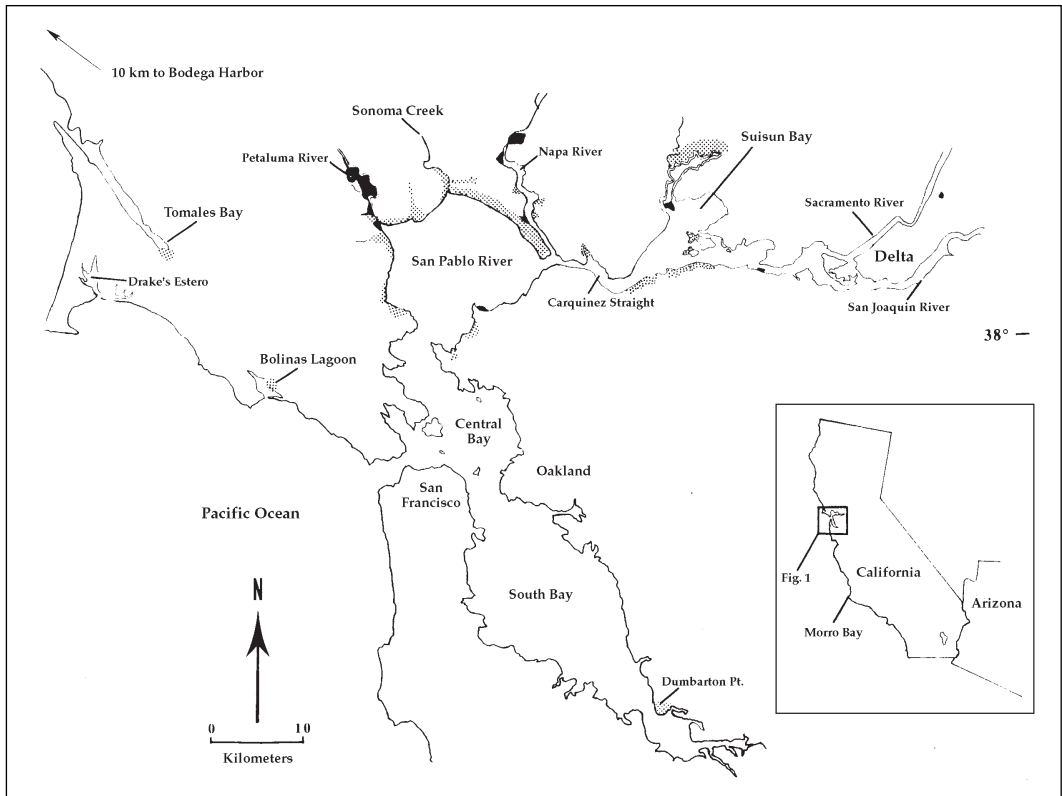 10 km to Bodega Harbor
Sonoma Creek
Petaluma River
Napa River
Suisun Bay
Tomales Bay
Sacramento River
Delta
San Pablo River
Drake's Estero
Carquinez Straight
San Joaquin River
38°
Bolinas Lagoon
Central
Bay
Oakland
San
Francisco
Pacific Ocean
Fig. 1
California
Arizona
Morro Bay
N
South Bay
Dumbarton Pt.
0 10
Kilometers